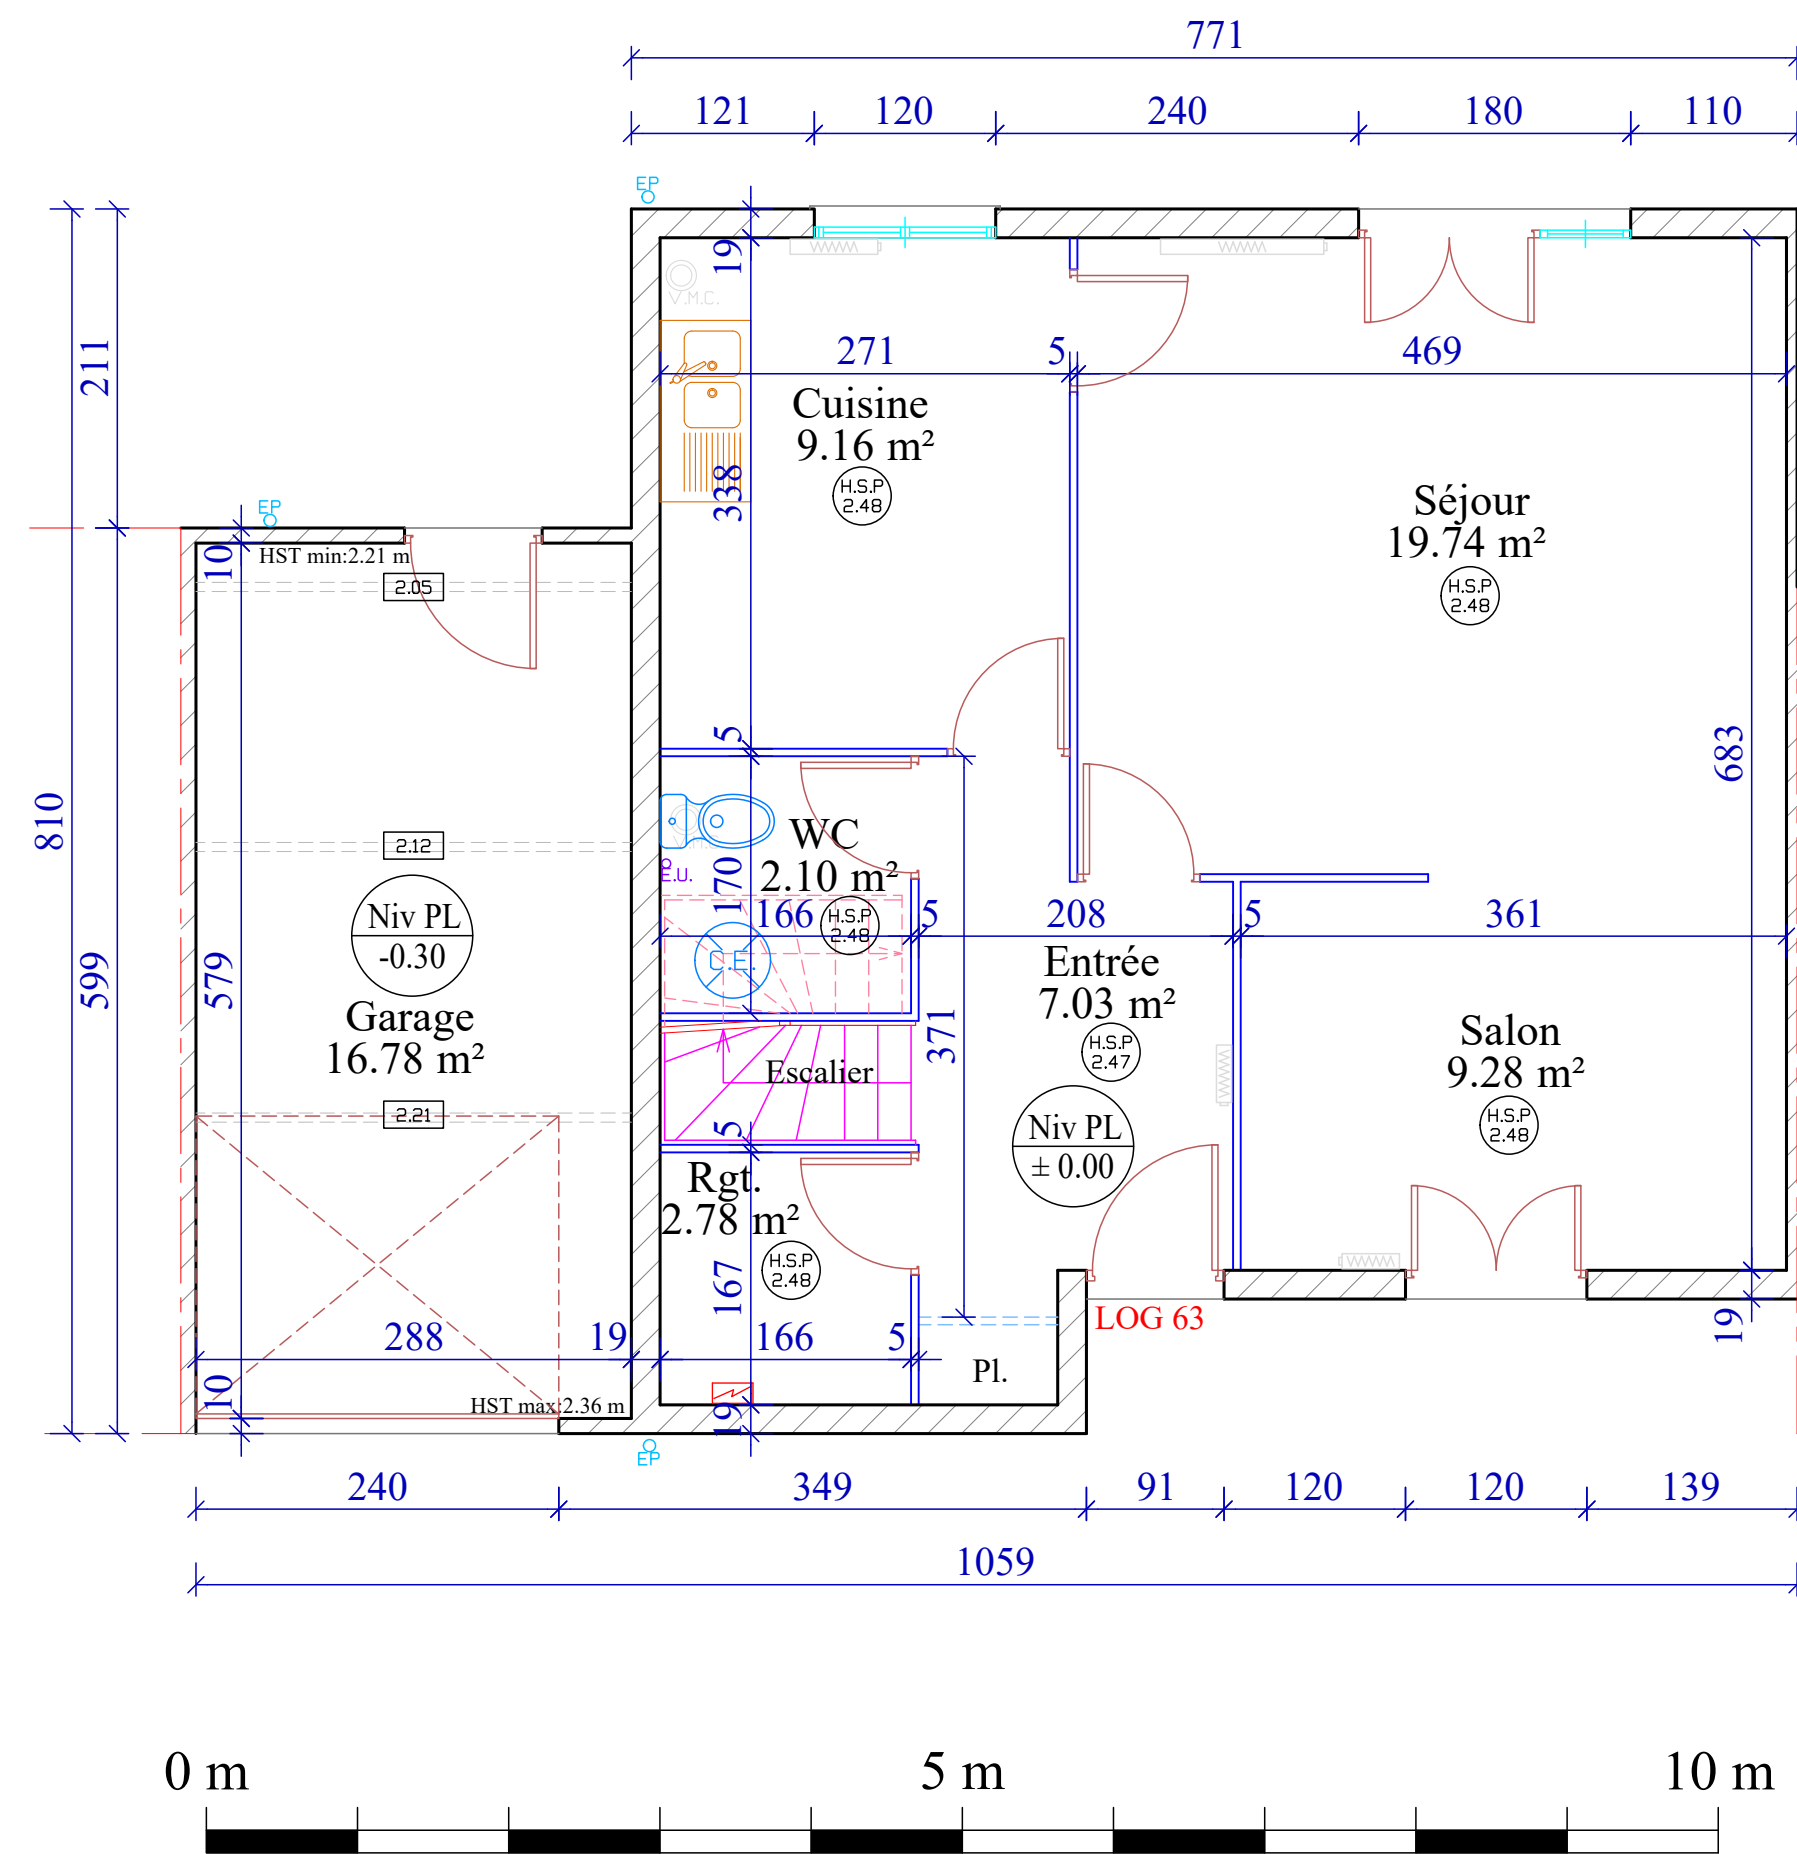 771
121 120 240 180 110
EP
19
V.M.C.
211
271 5 469
Cuisine
9.16 m²
H.S.P
2.48
338
Séjour
19.74 m²
H.S.P
2.48
EP
10
HST min:2.21 m
2.05
5
683
810
599
579
2.12
WC
2.10 m²
H.S.P
2.48
V.M.C.
E.U.
170
166 5 208 5 361
C.E.
Niv PL
-0.30
Garage
16.78 m²
Entrée
7.03 m²
H.S.P
2.47
371
Salon
9.28 m²
H.S.P
2.48
Escalier
2.21
5
Niv PL
± 0.00
Rgt.
2.78 m²
H.S.P
2.48
167
LOG 63
19
288 19 166 5
Pl.
10
HST max:2.36 m
19
EP
240 349 91 120 120 139
1059
0 m 5 m 10 m